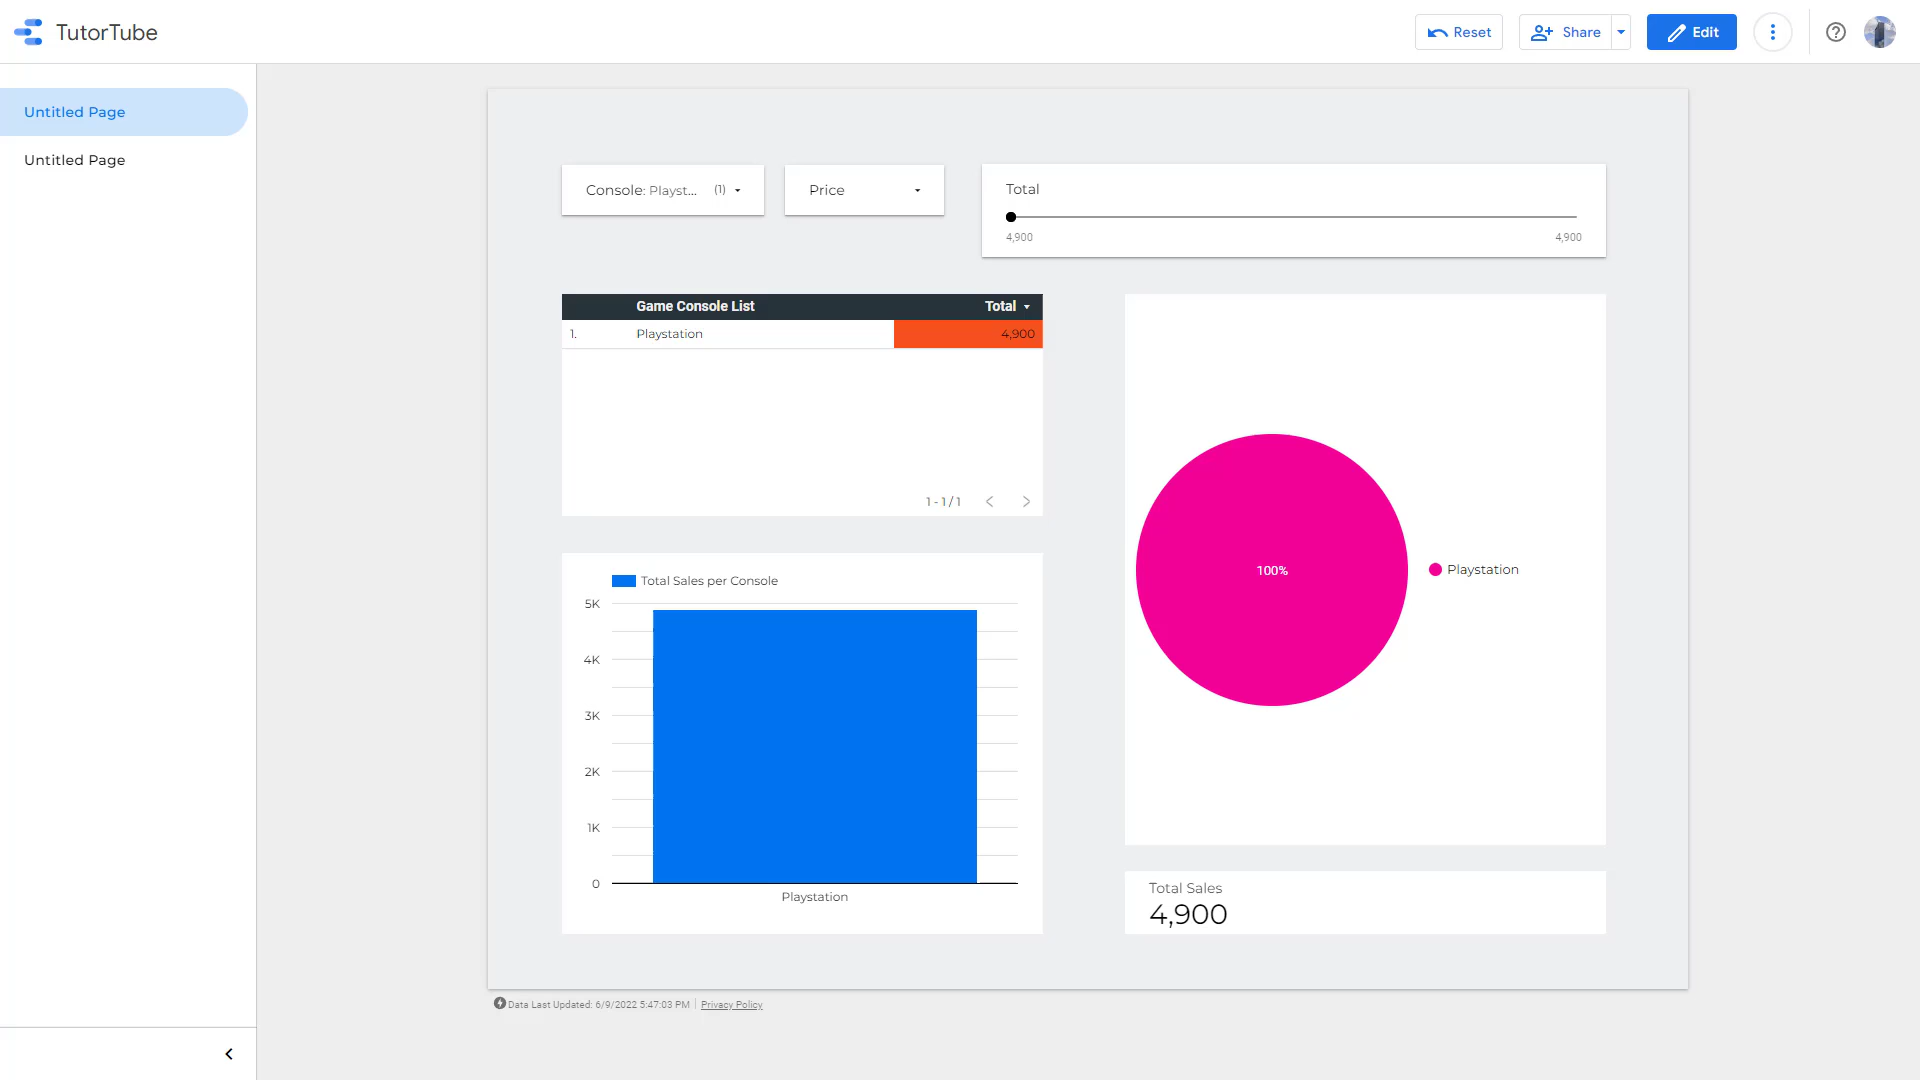 TutorTube
Reset
Share
Edit
Untitled Page
Untitled Page
Console: Playst... (1)
Price
Total
4,900
4,900
Game Console List Total
1. Playstation 4,900
1 - 1 / 1
Total Sales per Console
5K
4K
3K
2K
1K
0
Playstation
100%
Playstation
Total Sales
4,900
Data Last Updated: 6/9/2022 5:47:03 PM
Privacy Policy